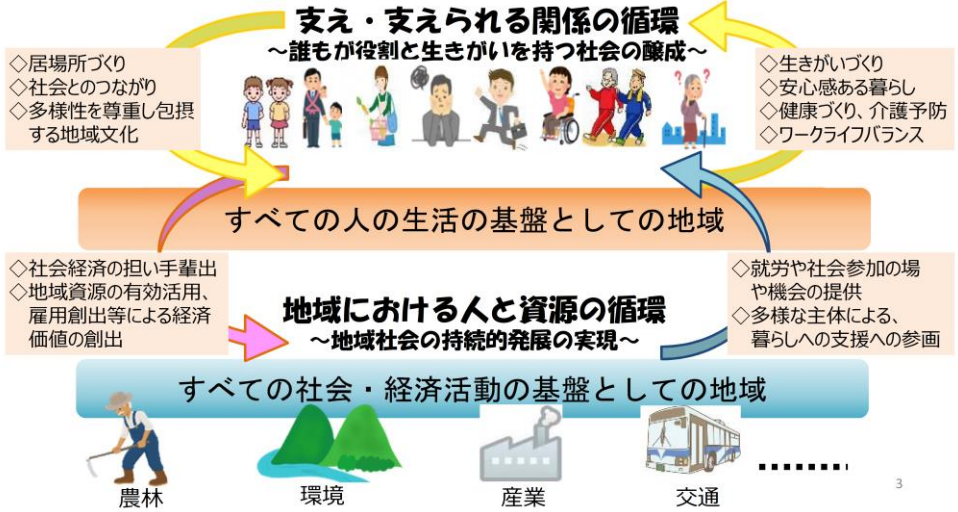 支え・支えられる関係の循環
~誰もが役割と生きがいを持つ社会の醸成~
◇居場所づくり
◇社会とのつながり
◇多様性を尊重し包摂
する地域文化
◇生きがいづくり
◇安心感ある暮らし
◇健康づくり、介護予防
◇ワークライフバランス
すべての人の生活の基盤としての地域
◇社会経済の担い手輩出
◇地域資源の有効活用、
雇用創出等による経済
価値の創出
地域における人と資源の循環
~地域社会の持続的発展の実現~
◇就労や社会参加の場
や機会の提供
◇多様な主体による、
暮らしへの支援への参画
すべての社会・経済活動の基盤としての地域
農林
環境
産業
交通
3